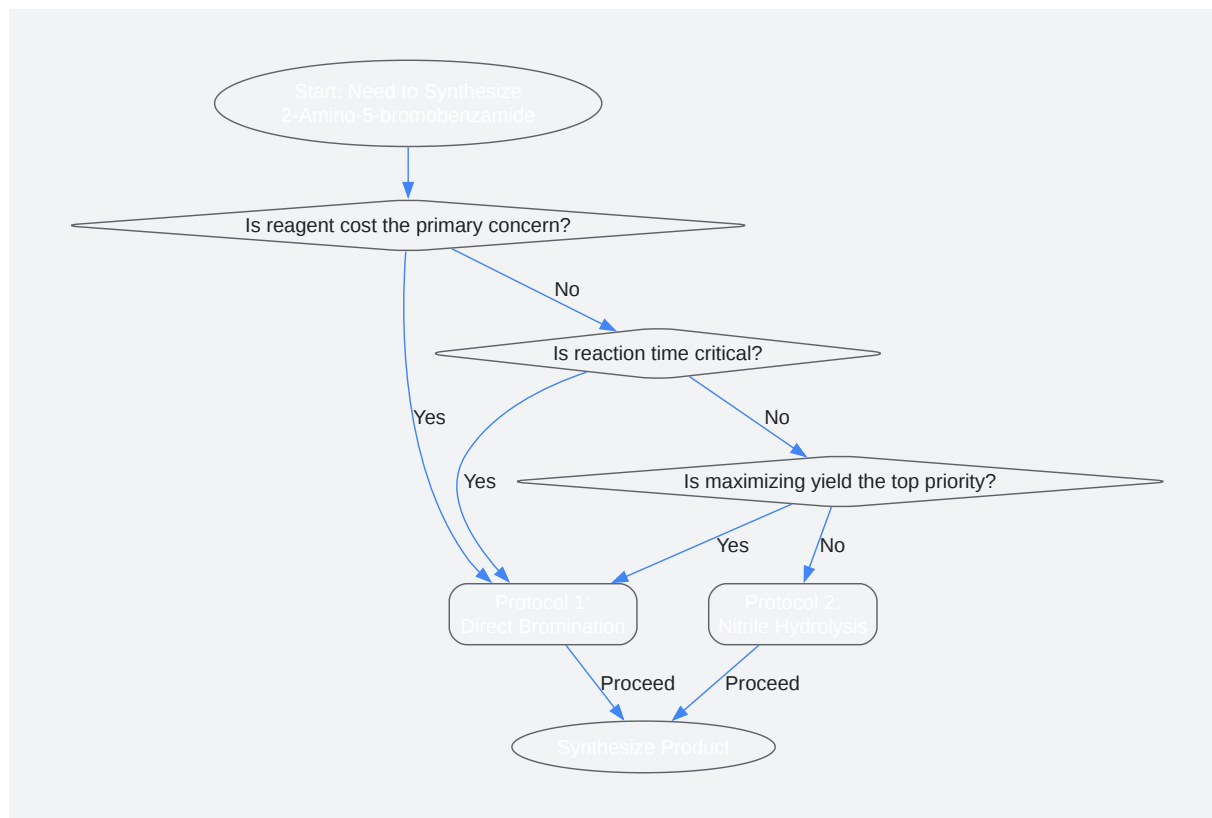 Start: Need to Synthesize
2-Amino-5-bromobenzamide
Is reagent cost the primary concern?
No
Is reaction time critical?
Yes
No
Yes
Is maximizing yield the top priority?
Yes
No
Protocol 1:
Direct Bromination
Protocol 2:
Nitrile Hydrolysis
Proceed
Proceed
Synthesize Product